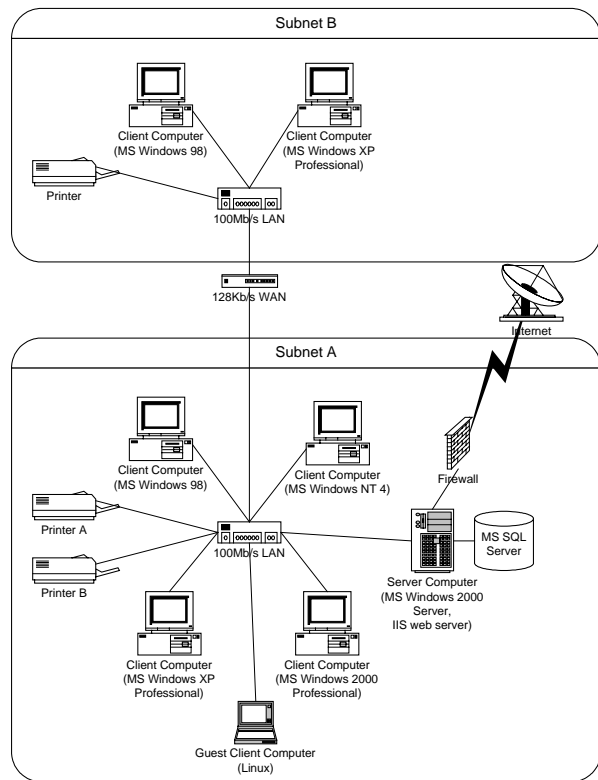 Subnet B
Client Computer
(MS Windows 98)
Client Computer
(MS Windows XP
Professional)
Printer
100Mb/s LAN
128Kb/s WAN
Internet
Subnet A
Client Computer
(MS Windows 98)
Client Computer
(MS Windows NT 4)
Firewall
Printer A
100Mb/s LAN
MS SQL
Server
Printer B
Server Computer
(MS Windows 2000
Server,
IIS web server)
Client Computer
(MS Windows XP
Professional)
Client Computer
(MS Windows 2000
Professional)
Guest Client Computer
(Linux)